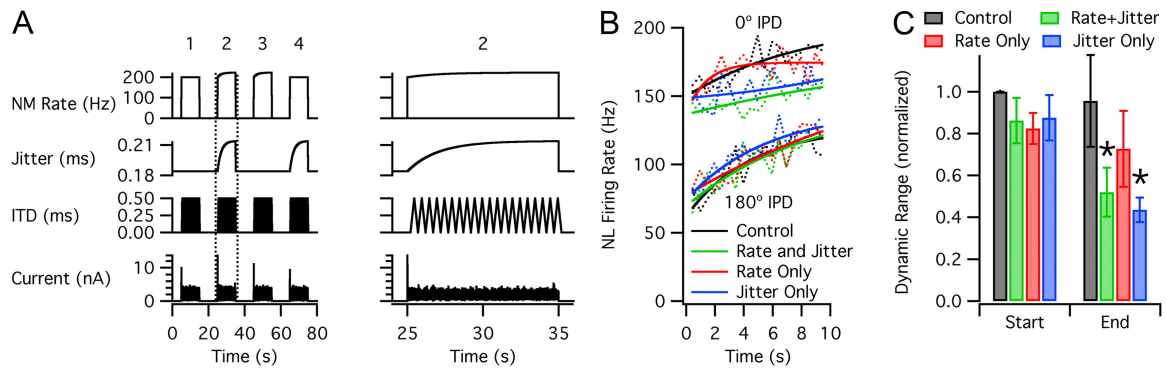 A
1 2 3 4
2
NM Rate (Hz)
200
100
0
Jitter (ms)
0.21
0.18
ITD (ms)
0.50
0.25
0.00
Current (nA)
10
0
0 20 40 60 80
Time (s)
25 30 35
Time (s)
B
NL Firing Rate (Hz)
200
150
100
50
0
0° IPD
180° IPD
Control
Rate and Jitter
Rate Only
Jitter Only
0 2 4 6 8 10
Time (s)
C
Control Rate+Jitter
Rate Only Jitter Only
Dynamic Range (normalized)
1.0
0.8
0.6
0.4
0.2
0.0
* *
Start End